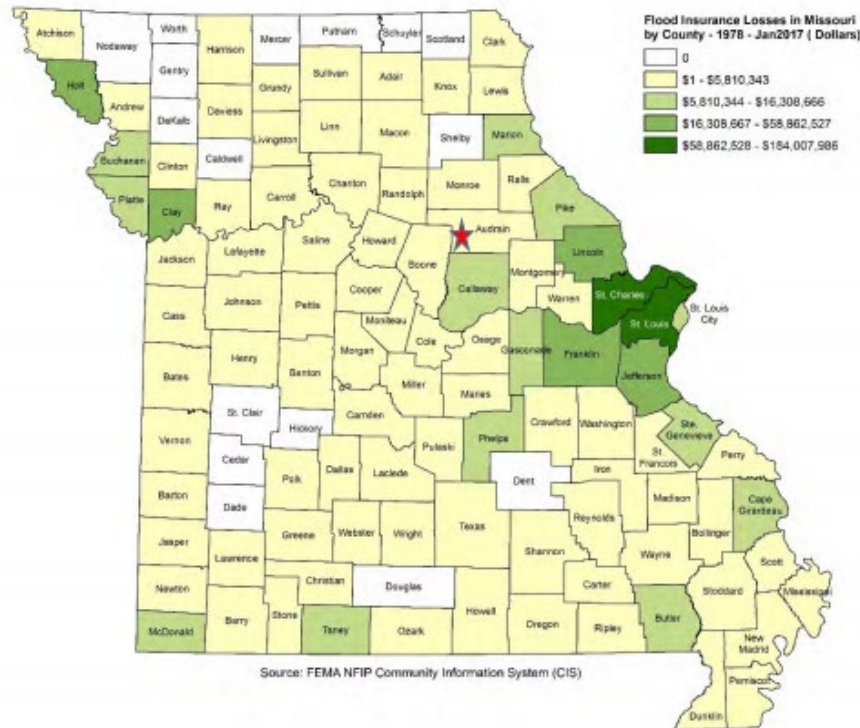 Flood Insurance Losses in Missouri
by County - 1978 - Jan2017 ( Dollars)
0
$1 - $5,810,343
$5,810,344 - $16,308,666
$16,308,667 - $58,862,527
$58,862,528 - $184,007,986
Atchison
Nodaway
Worth
Harrison
Mercer
Putnam
Schuyler
Scotland
Clark
Gentry
Holt
Andrew
DeKalb
Daviess
Grundy
Sullivan
Adair
Knox
Lewis
Buchanan
Clinton
Caldwell
Livingston
Linn
Macon
Shelby
Marion
Platte
Clay
Ray
Carroll
Chariton
Randolph
Monroe
Ralls
Pike
Audrain
Jackson
Lafayette
Saline
Howard
Boone
Callaway
Montgomery
Lincoln
Warren
St. Charles
St. Louis
St. Louis
City
Cass
Johnson
Pettis
Cooper
Moniteau
Cole
Osage
Gasconade
Franklin
Jefferson
Bates
Henry
Benton
Morgan
Miller
Maries
Camden
St. Clair
Hickory
Vernon
Cedar
Polk
Dallas
Laclede
Pulaski
Phelps
Crawford
Washington
Ste.
Genevieve
St.
Francois
Perry
Dent
Iron
Madison
Reynolds
Bollinger
Cape
Girardeau
Barton
Dade
Greene
Webster
Wright
Texas
Shannon
Wayne
Jasper
Lawrence
Christian
Douglas
Carter
Scott
Stoddard
Mississippi
Newton
McDonald
Barry
Stone
Taney
Ozark
Howell
Oregon
Ripley
Butler
New
Madrid
Pemiscot
Dunklin
Source: FEMA NFIP Community Information System (CIS)